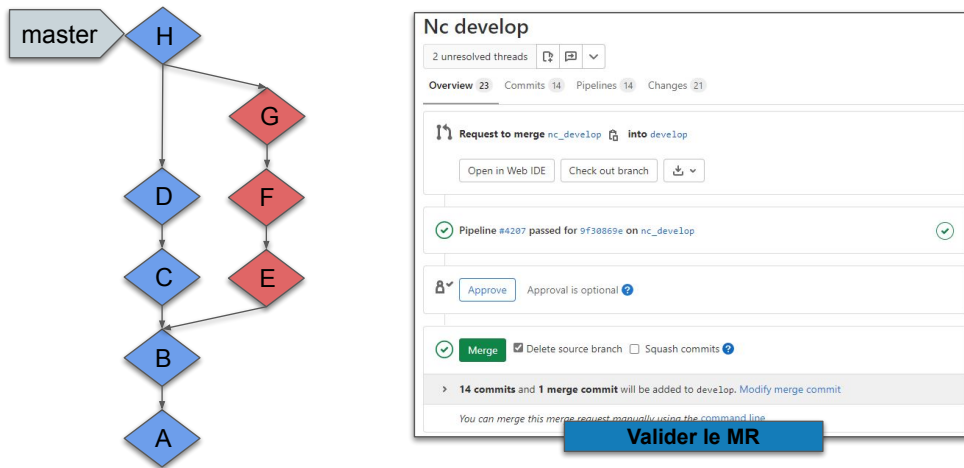 master
H
G
D
F
C
E
B
A
Nc develop
2 unresolved threads
Overview 23 Commits 14 Pipelines 14 Changes 21
Request to merge nc_develop into develop
Open in Web IDE Check out branch
Pipeline #4207 passed for 9f30869e on nc_develop
Approve Approval is optional ?
Merge Delete source branch Squash commits ?
14 commits and 1 merge commit will be added to develop. Modify merge commit
You can merge this merge request manually using the command line
Valider le MR